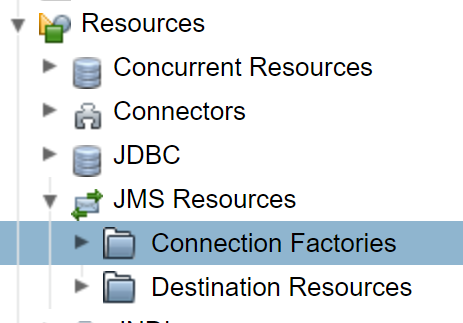 Resources
Concurrent Resources
Connectors
JDBC
JMS Resources
Connection Factories
Destination Resources